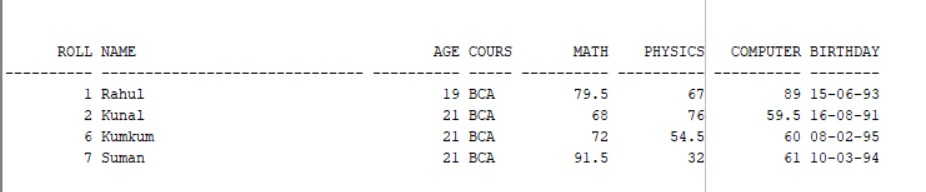 ROLL NAME AGE COURS MATH PHYSICS COMPUTER BIRTHDAY
---------- ------------------------------ ---------- ----- ---------- ---------- ---------- --------
1 Rahul 19 BCA 79.5 67 89 15-06-93
2 Kunal 21 BCA 68 76 59.5 16-08-91
6 Kumkum 21 BCA 72 54.5 60 08-02-95
7 Suman 21 BCA 91.5 32 61 10-03-94